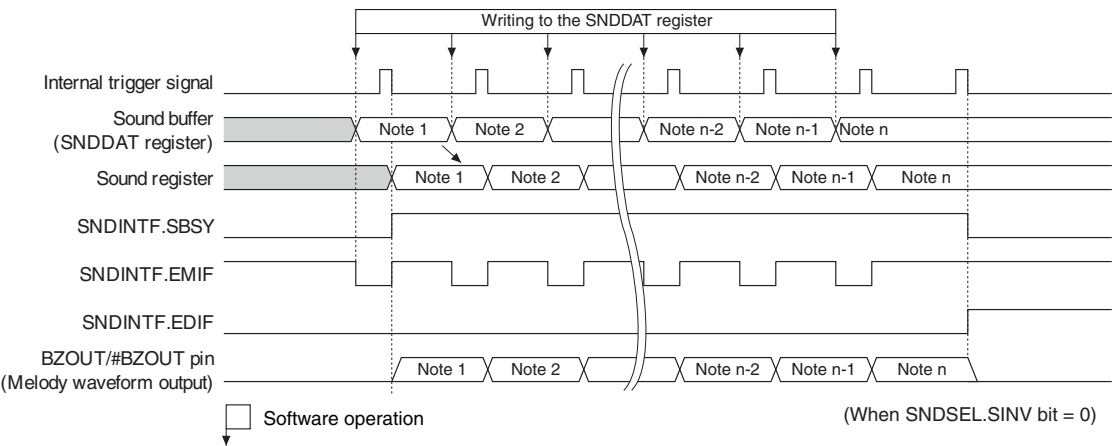 Writing to the SNDDAT register
Internal trigger signal
Sound buffer
(SNDDAT register)
Note 1 Note 2 Note n-2 Note n-1 Note n
Sound register
Note 1 Note 2 Note n-2 Note n-1 Note n
SNDINTF.SBSY
SNDINTF.EMIF
SNDINTF.EDIF
BZOUT/#BZOUT pin
(Melody waveform output)
Note 1 Note 2 Note n-2 Note n-1 Note n
Software operation
(When SNDSEL.SINV bit = 0)